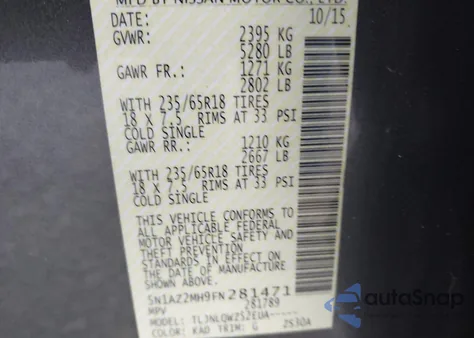 MFD BY NISSAN MOTOR CO., LTD.
DATE: 10/15
GVWR: 2395 KG
5280 LB
GAWR FR.: 1271 KG
2802 LB
WITH 235/65R18 TIRES
18 X 7.5 RIMS AT 33 PSI
COLD SINGLE
GAWR RR.: 1210 KG
2667 LB
WITH 235/65R18 TIRES
18 X 7.5 RIMS AT 33 PSI
COLD SINGLE
THIS VEHICLE CONFORMS TO
ALL APPLICABLE FEDERAL
MOTOR VEHICLE SAFETY AND
THEFT PREVENTION
STANDARDS IN EFFECT ON
THE DATE OF MANUFACTURE
SHOWN ABOVE.
5N1AZ2MH9FN281471
281789
MODEL: TLJNLQWZS2EUA
COLOR: KAD TRIM: G 2530A
autoSnap